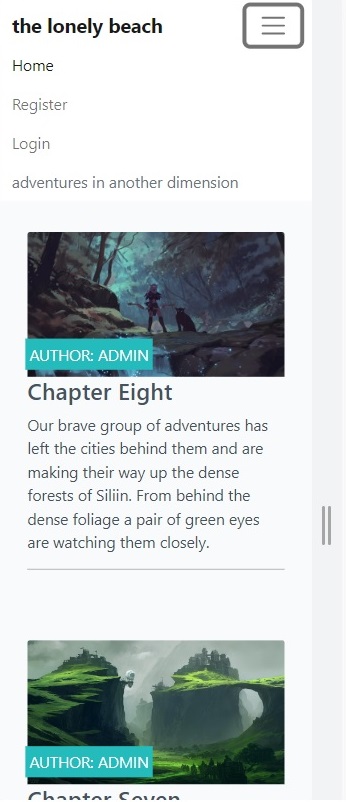 the lonely beach
Home
Register
Login
adventures in another dimension
AUTHOR: ADMIN
Chapter Eight
Our brave group of adventures has
left the cities behind them and are
making their way up the dense
forests of Siliin. From behind the
dense foliage a pair of green eyes
are watching them closely.
AUTHOR: ADMIN
Chapter Seven